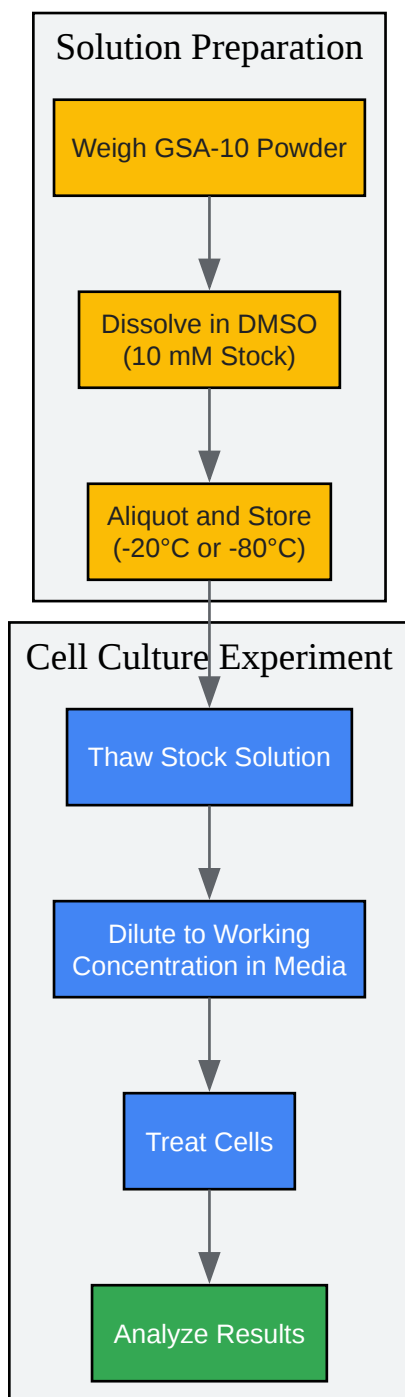 Solution Preparation
Weigh GSA-10 Powder
Dissolve in DMSO
(10 mM Stock)
Aliquot and Store
(-20°C or -80°C)
Cell Culture Experiment
Thaw Stock Solution
Dilute to Working
Concentration in Media
Treat Cells
Analyze Results